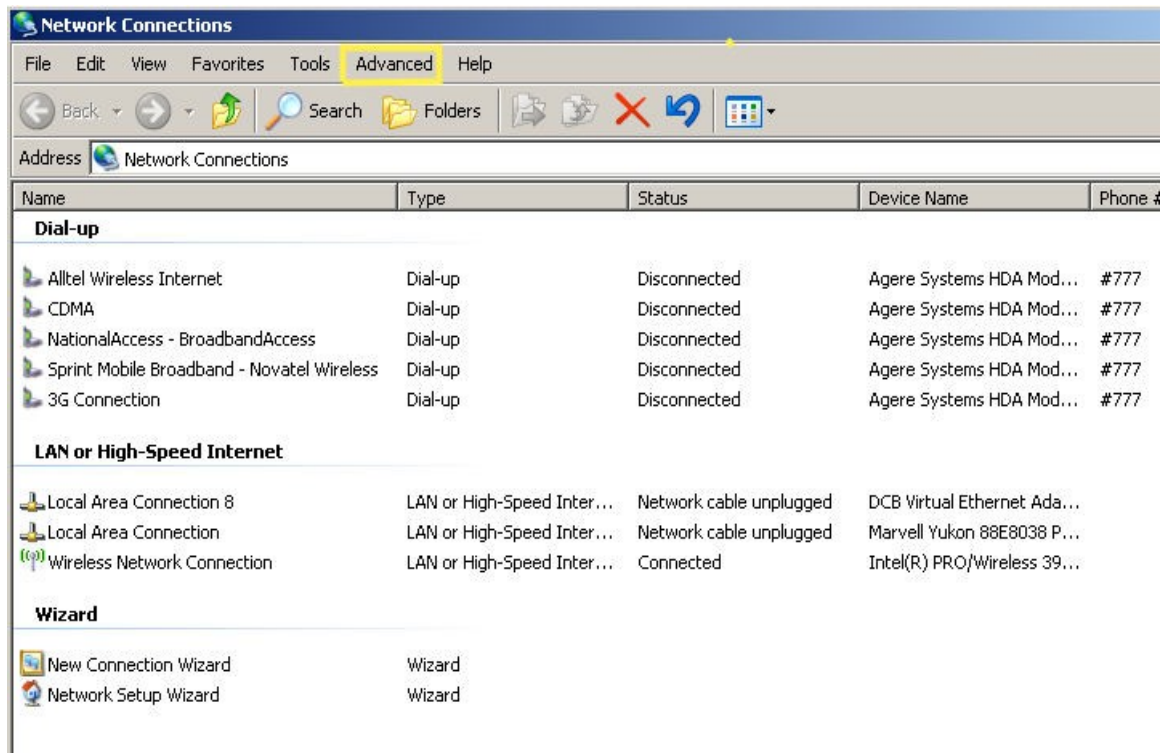 Network Connections
File Edit View Favorites Tools Advanced Help
Back Search Folders
Address Network Connections
Name Type Status Device Name Phone #
Dial-up
Alltel Wireless Internet Dial-up Disconnected Agere Systems HDA Mod... #777
CDMA Dial-up Disconnected Agere Systems HDA Mod... #777
NationalAccess - BroadbandAccess Dial-up Disconnected Agere Systems HDA Mod... #777
Sprint Mobile Broadband - Novatel Wireless Dial-up Disconnected Agere Systems HDA Mod... #777
3G Connection Dial-up Disconnected Agere Systems HDA Mod... #777
LAN or High-Speed Internet
Local Area Connection 8 LAN or High-Speed Inter... Network cable unplugged DCB Virtual Ethernet Ada...
Local Area Connection LAN or High-Speed Inter... Network cable unplugged Marvell Yukon 88E8038 P...
Wireless Network Connection LAN or High-Speed Inter... Connected Intel(R) PRO/Wireless 39...
Wizard
New Connection Wizard Wizard
Network Setup Wizard Wizard